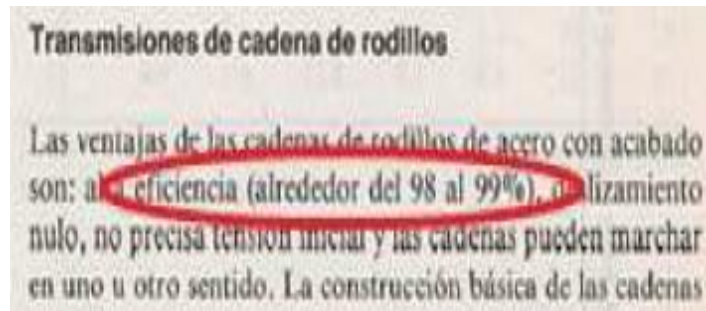 Transmisiones de cadena de rodillos
Las ventajas de las cadenas de rodillos de acero con acabado
son: alta eficiencia (alrededor del 98 al 99%), deslizamiento
nulo, no precisa tensión inicial y las cadenas pueden marchar
en uno u otro sentido. La construcción básica de las cadenas